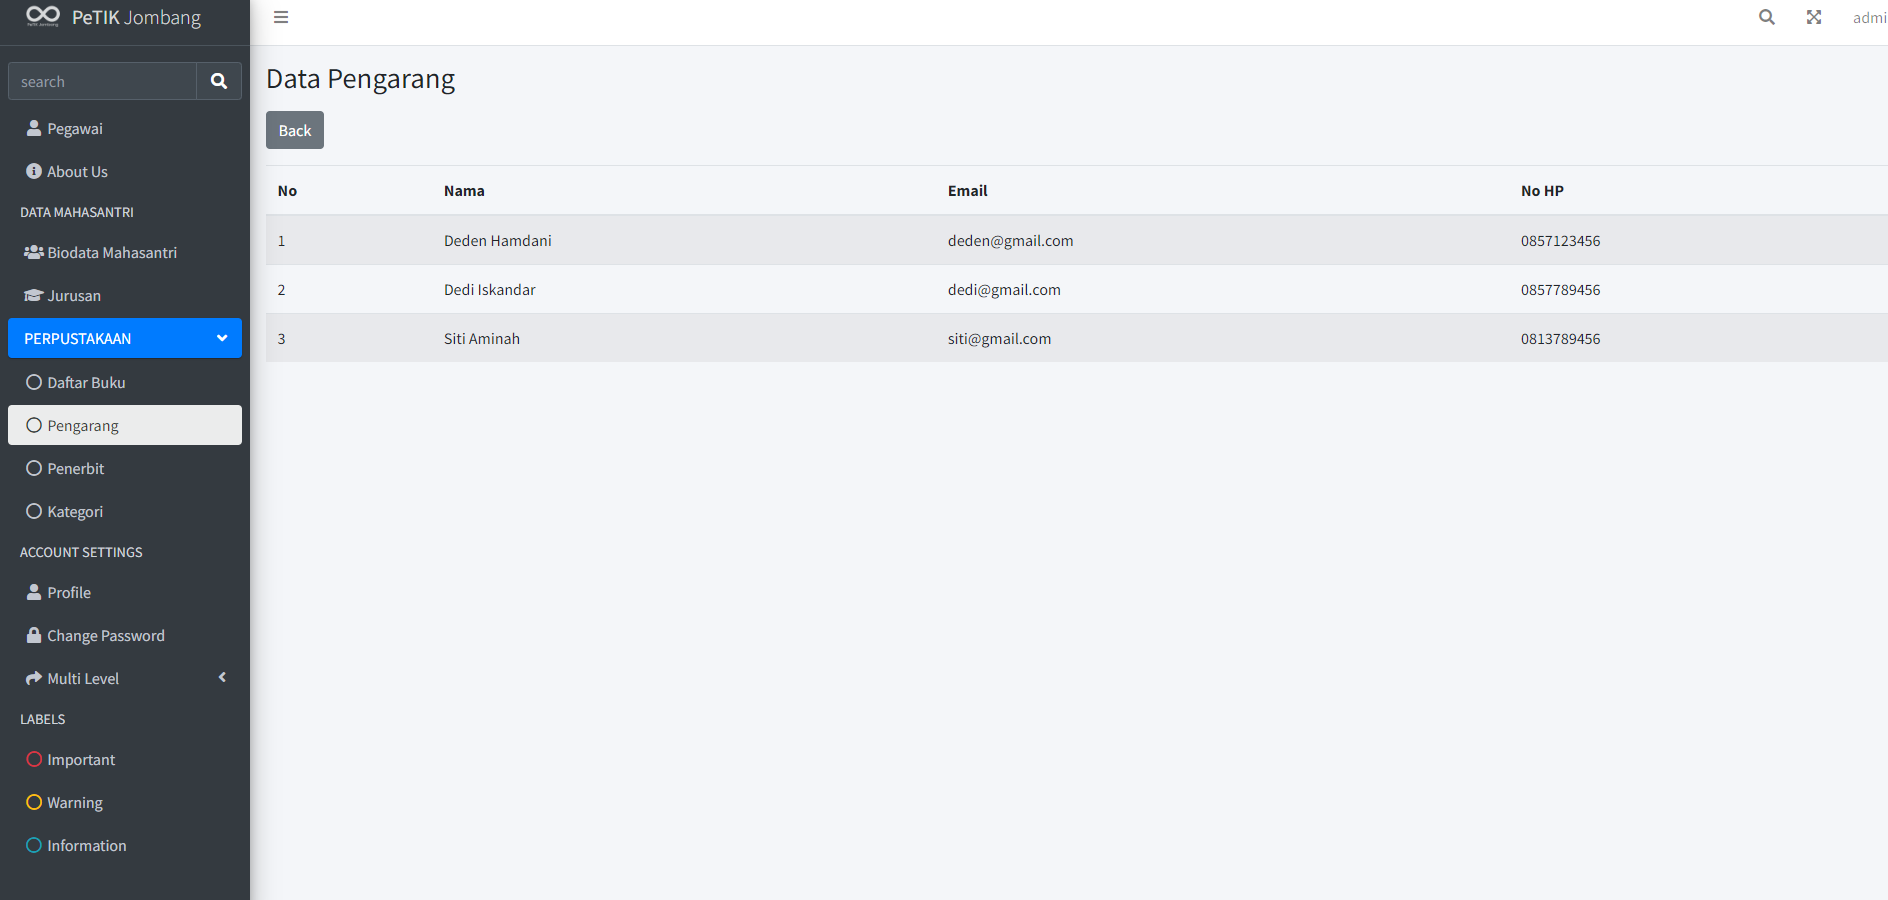 PeTIK Jombang
search
Pegawai
About Us
DATA MAHASANTRI
Biodata Mahasantri
Jurusan
PERPUSTAKAAN
Daftar Buku
Pengarang
Penerbit
Kategori
ACCOUNT SETTINGS
Profile
Change Password
Multi Level
LABELS
Important
Warning
Information
admi
Data Pengarang
Back
No Nama Email No HP
1 Deden Hamdani deden@gmail.com 0857123456
2 Dedi Iskandar dedi@gmail.com 0857789456
3 Siti Aminah siti@gmail.com 0813789456